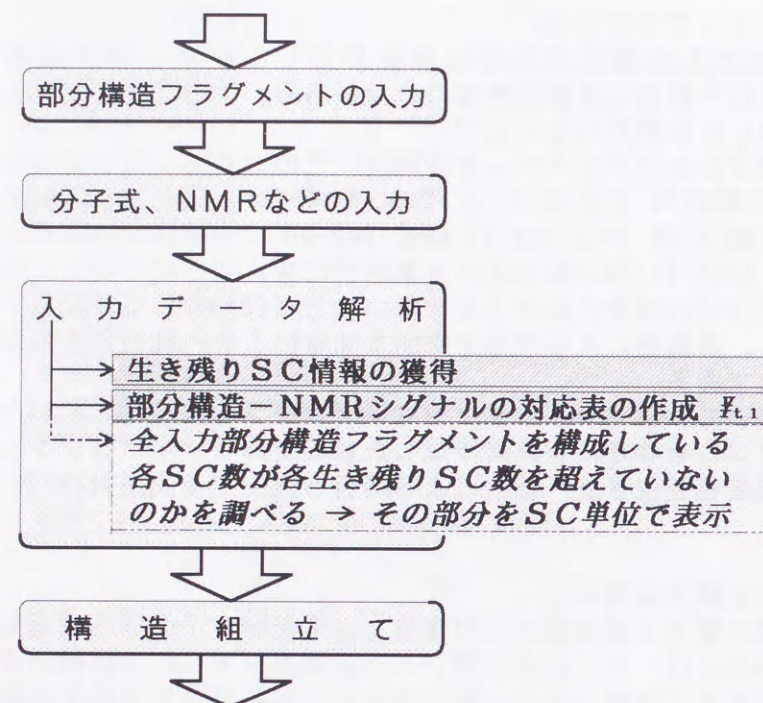 部分構造フラグメントの入力
分子式、NMRなどの入力
入力データ解析
生き残りSC情報の獲得
部分構造－NMRシグナルの対応表の作成 Ft1
全入力部分構造フラグメントを構成している
各SC数が各生き残りSC数を超えていない
のかを調べる → その部分をSC単位で表示
構造組立て